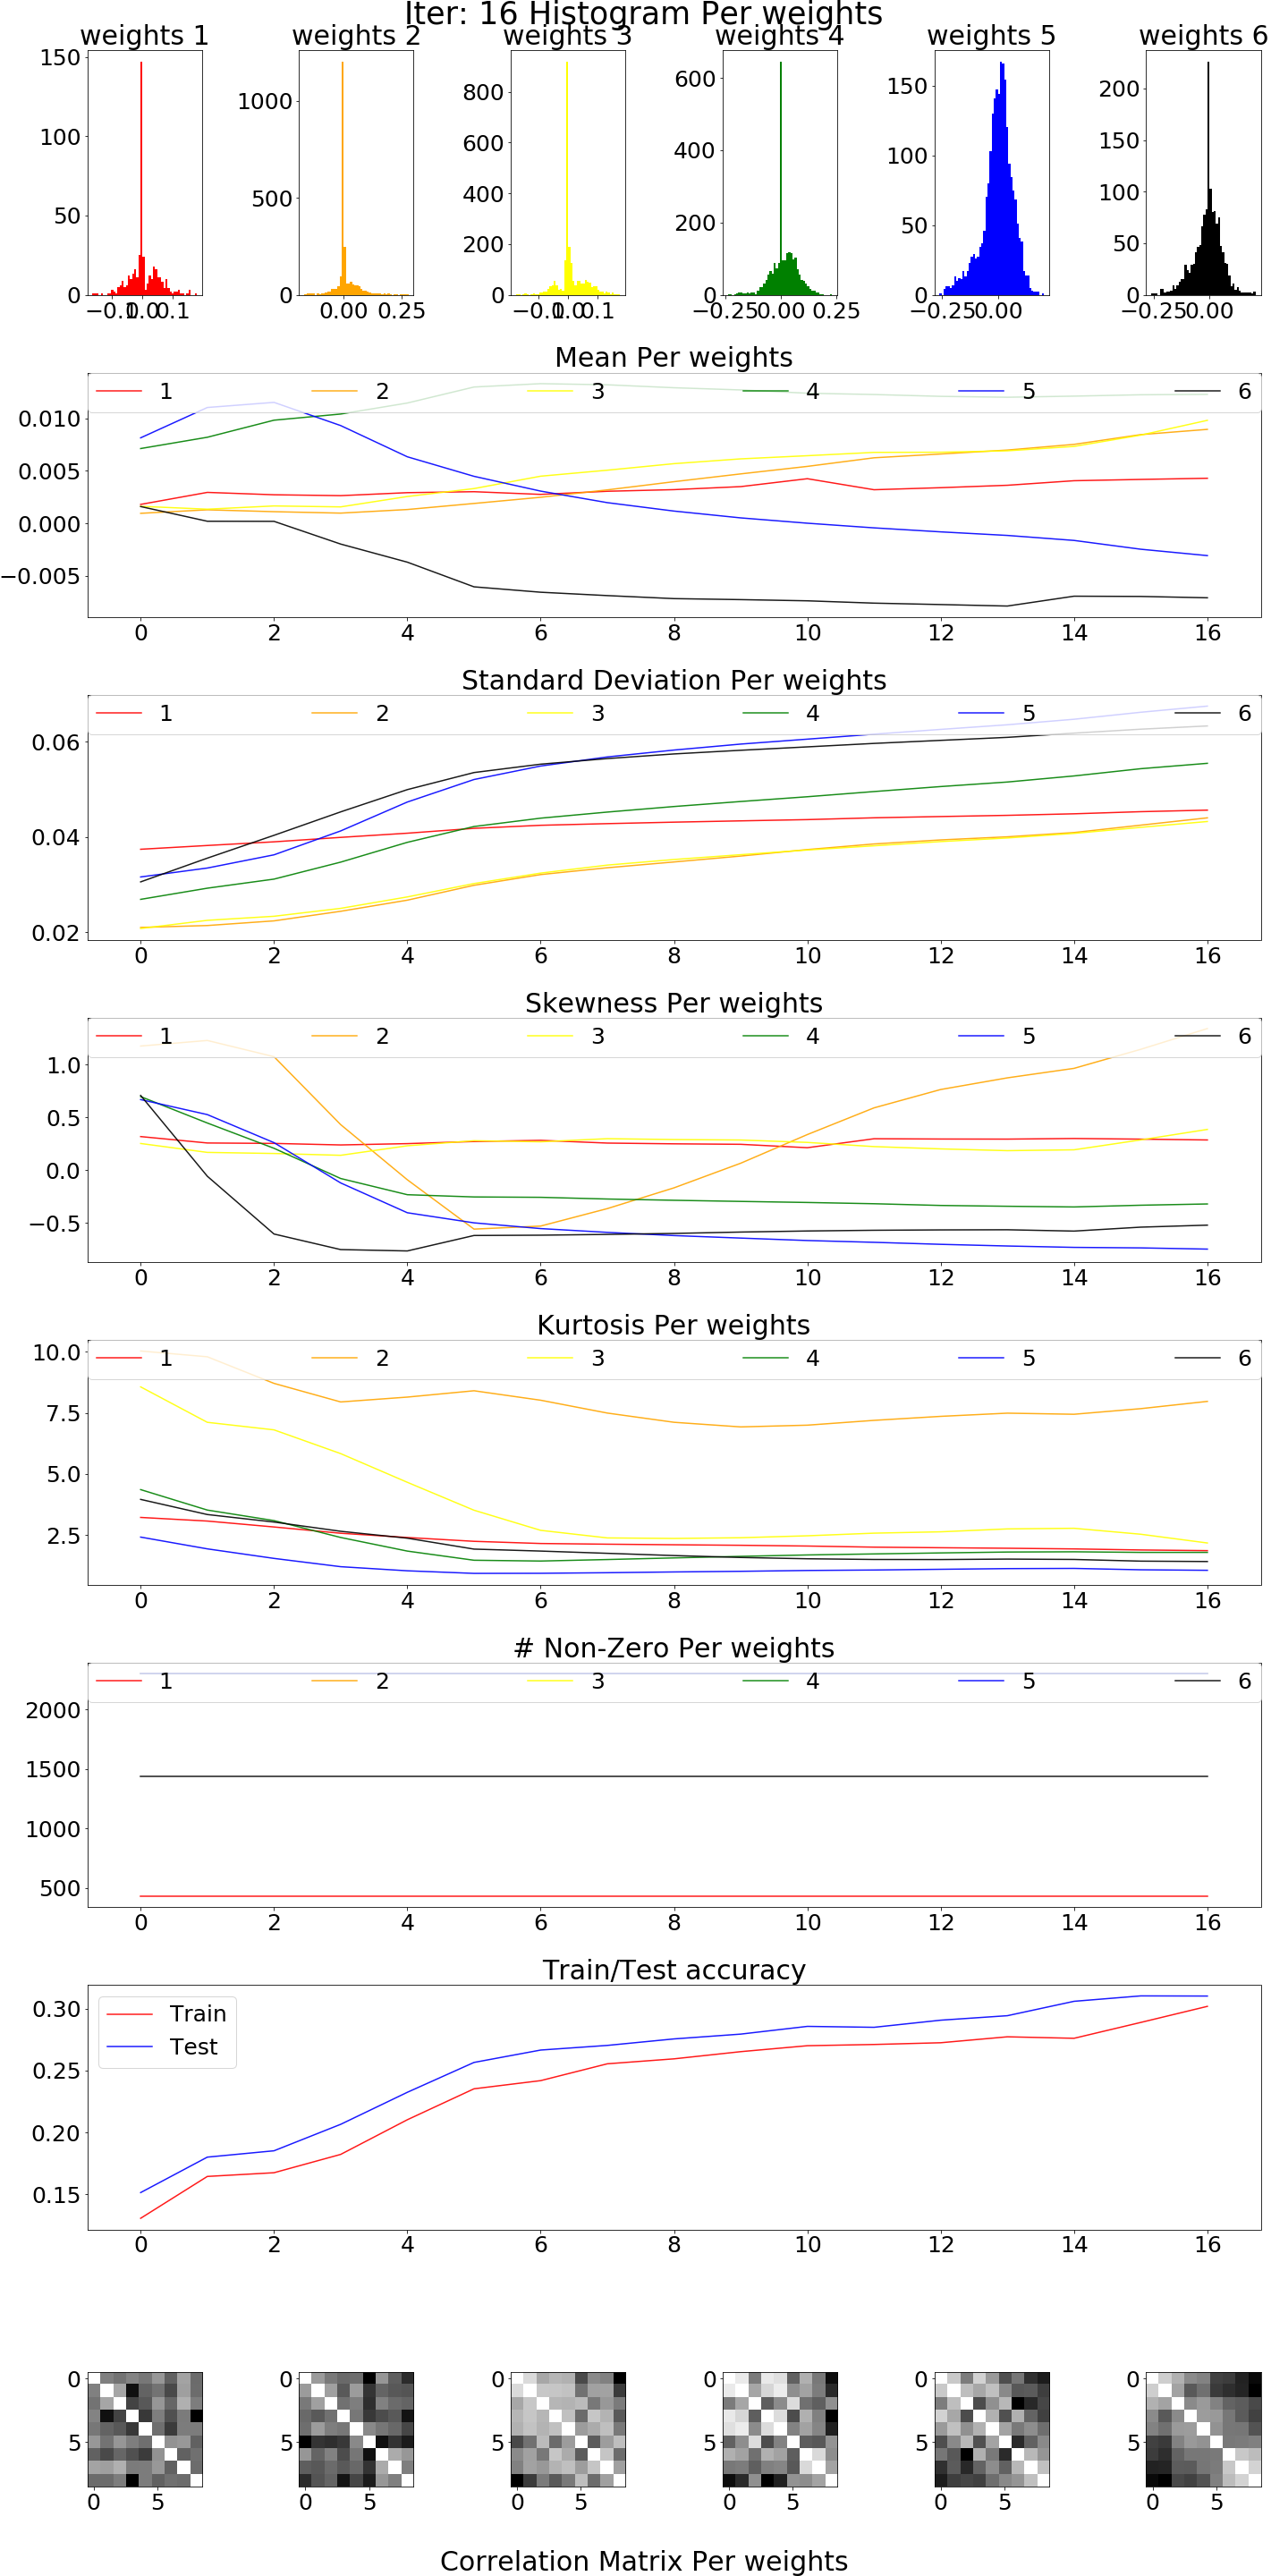 Iter: 16 Histogram Per weights
weights 1 weights 2 weights 3 weights 4 weights 5 weights 6
150
100
50
0
1000
500
0
800
600
400
200
0
600
400
200
0
150
100
50
0
200
150
100
50
0
0.0 0.1
0.00 0.25
0.0 0.1
−0.25 0.00 0.25
−0.25 0.00
−0.25 0.00
Mean Per weights
1 2 3 4 5 6
0.010
0.005
0.000
−0.005
0 2 4 6 8 10 12 14 16
Standard Deviation Per weights
1 2 3 4 5 6
0.06
0.04
0.02
0 2 4 6 8 10 12 14 16
Skewness Per weights
1 2 3 4 5 6
1.0
0.5
0.0
−0.5
0 2 4 6 8 10 12 14 16
Kurtosis Per weights
1 2 3 4 5 6
10.0
7.5
5.0
2.5
0 2 4 6 8 10 12 14 16
# Non-Zero Per weights
1 2 3 4 5 6
2000
1500
1000
500
0 2 4 6 8 10 12 14 16
Train/Test accuracy
Train
Test
0.30
0.25
0.20
0.15
0 2 4 6 8 10 12 14 16
0 0 0 0 0 0
5 5 5 5 5 5
0 5 0 5 0 5 0 5 0 5 0 5
Correlation Matrix Per weights